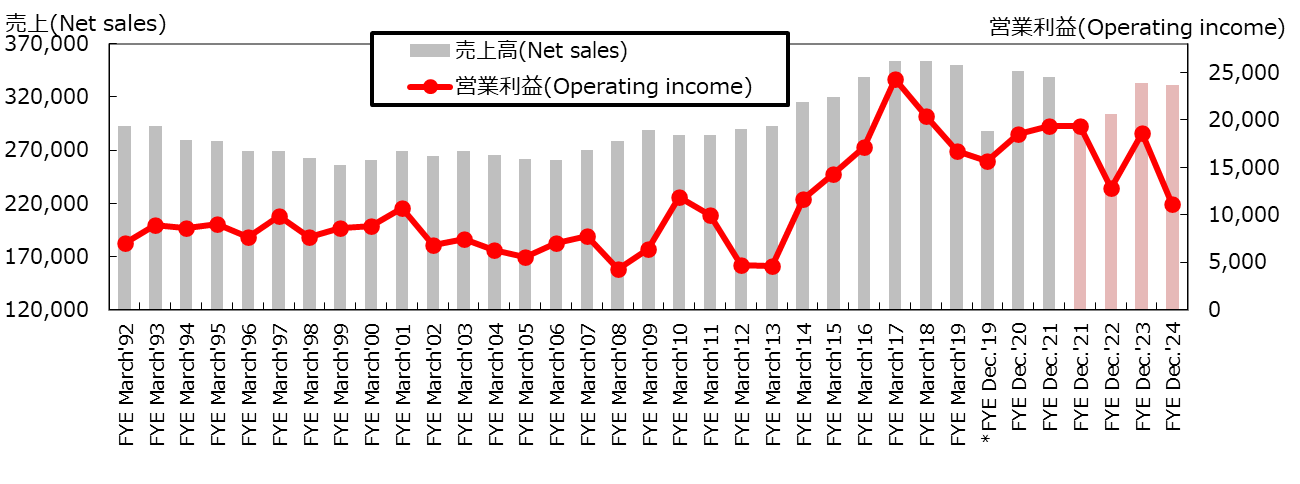 売上(Net sales)
営業利益(Operating income)
売上高(Net sales)
営業利益(Operating income)
370,000
320,000
270,000
220,000
170,000
120,000
25,000
20,000
15,000
10,000
5,000
0
FYE March'92
FYE March'93
FYE March'94
FYE March'95
FYE March'96
FYE March'97
FYE March'98
FYE March'99
FYE March'00
FYE March'01
FYE March'02
FYE March'03
FYE March'04
FYE March'05
FYE March'06
FYE March'07
FYE March'08
FYE March'09
FYE March'10
FYE March'11
FYE March'12
FYE March'13
FYE March'14
FYE March'15
FYE March'16
FYE March'17
FYE March'18
FYE March'19
*FYE Dec.'19
FYE Dec.'20
FYE Dec.'21
FYE Dec.'21
FYE Dec.'22
FYE Dec.'23
FYE Dec.'24